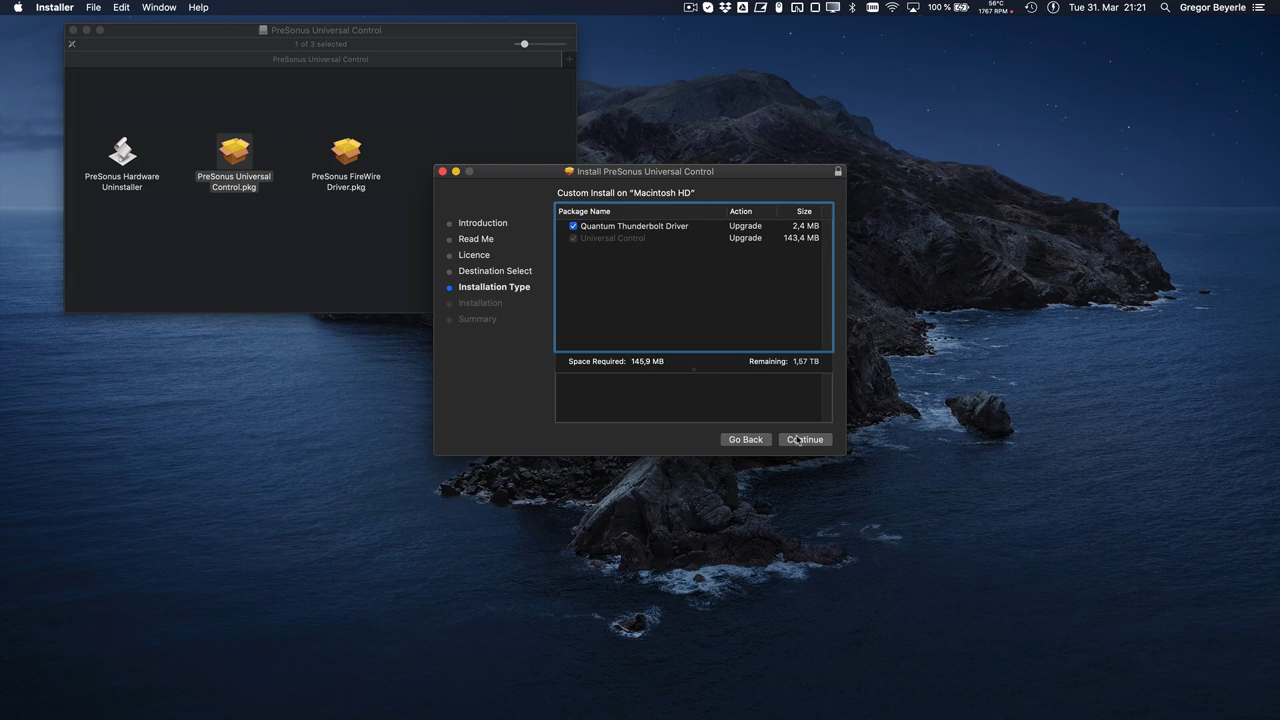 Installer File Edit Window Help
100 % 56°C 1767 RPM Tue 31. Mar 21:21 Gregor Beyerle
PreSonus Universal Control
1 of 3 selected
PreSonus Universal Control
PreSonus Hardware
Uninstaller
PreSonus Universal
Control.pkg
PreSonus FireWire
Driver.pkg
Install PreSonus Universal Control
Custom Install on “Macintosh HD”
Introduction
Read Me
Licence
Destination Select
Installation Type
Installation
Summary
Package Name Action Size
Quantum Thunderbolt Driver Upgrade 2,4 MB
Universal Control Upgrade 143,4 MB
Space Required: 145,9 MB Remaining: 1,57 TB
Go Back Continue